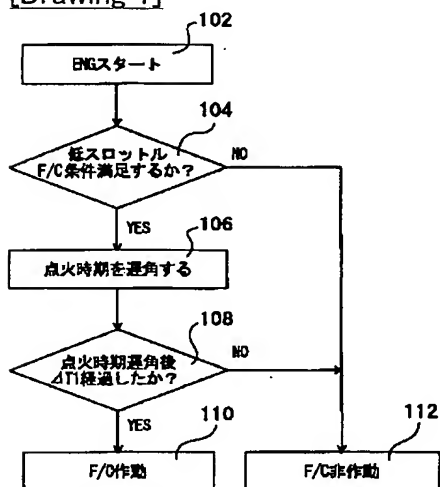 [Drawing 1]
102
ENGスタート
104
低スロットル
F/C条件満足するか？
NO
YES
106
点火時期を遅角する
108
点火時期遅角後
⊿T1経過したか？
NO
YES
110
F/C作動
112
F/C非作動